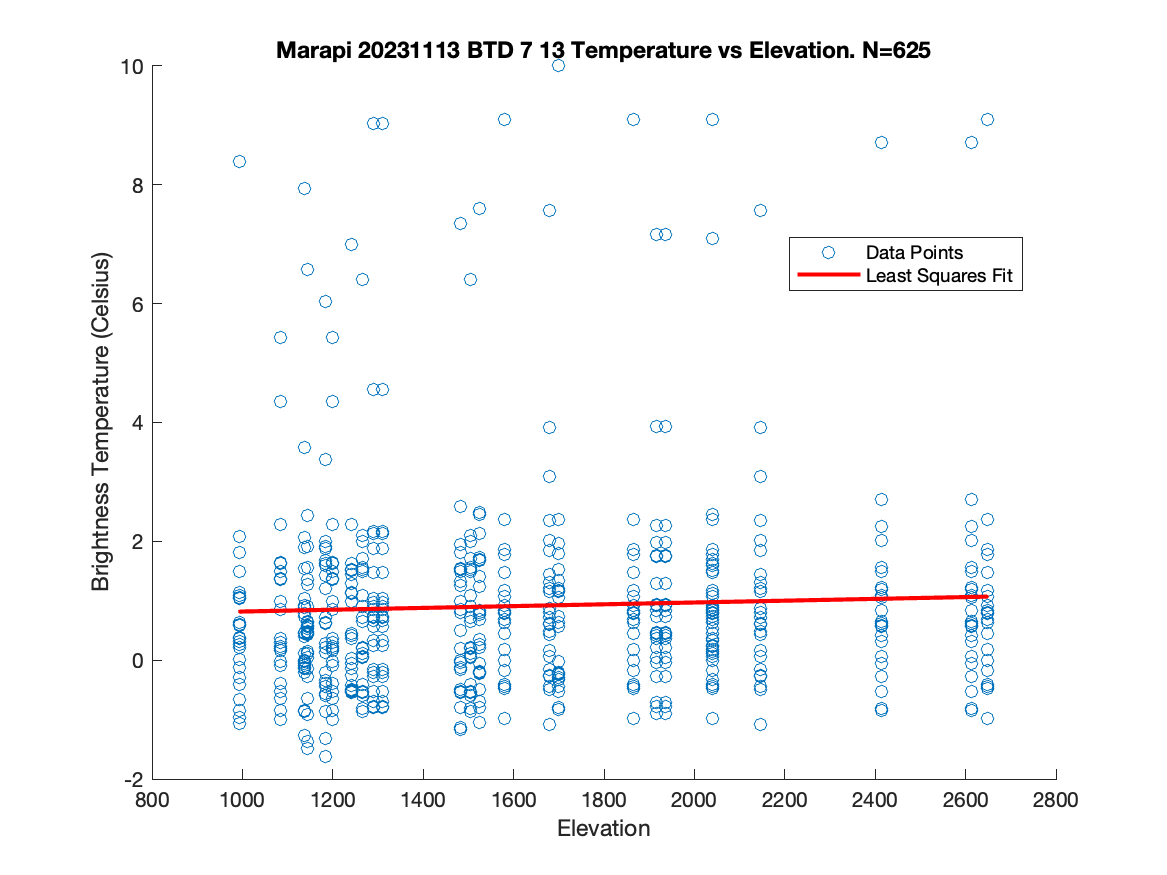 Marapi 20231113 BTD 7 13 Temperature vs Elevation. N=625
10
8
6
4
2
0
-2
Brightness Temperature (Celsius)
Data Points
Least Squares Fit
800 1000 1200 1400 1600 1800 2000 2200 2400 2600 2800
Elevation